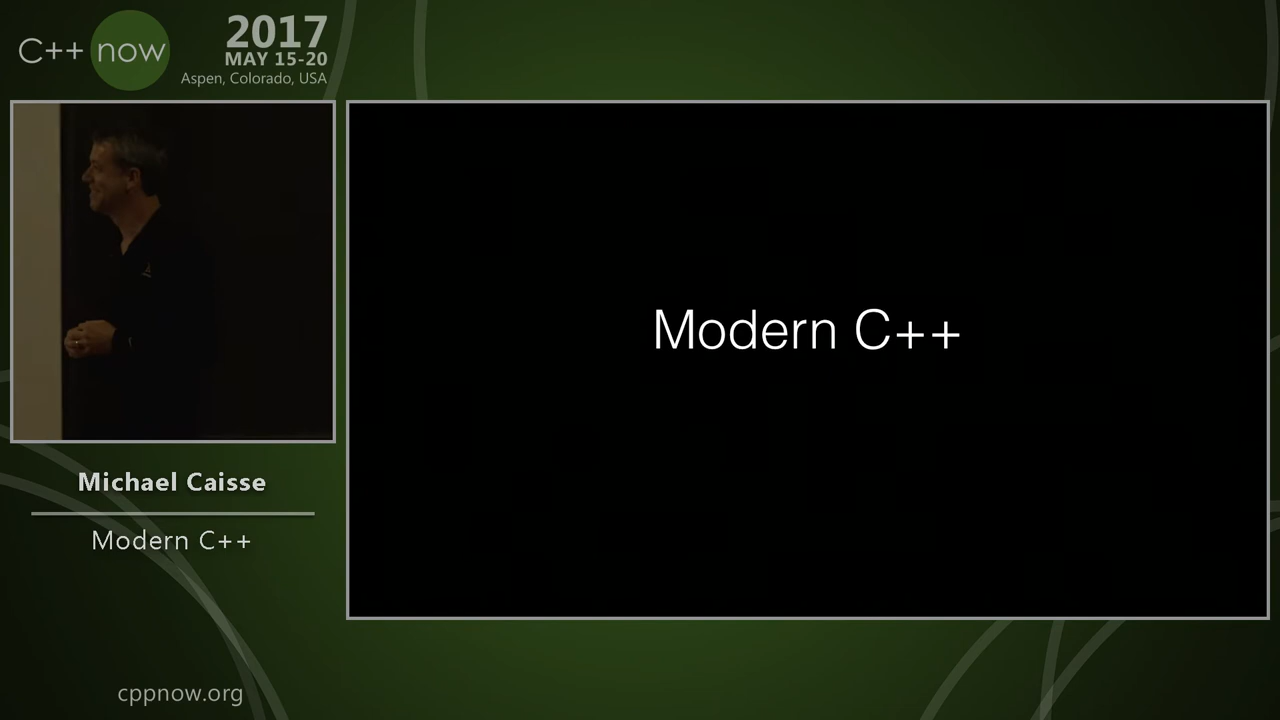 C++ now
2017
MAY 15-20
Aspen, Colorado, USA
Modern C++
Michael Caisse
Modern C++
cppnow.org